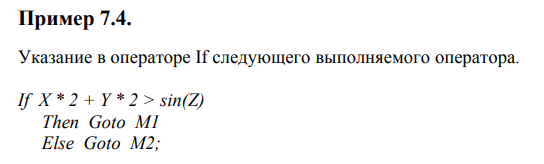 Пример 7.4.
Указание в операторе If следующего выполняемого оператора.
If X * 2 + Y * 2 > sin(Z)
Then Goto M1
Else Goto M2;